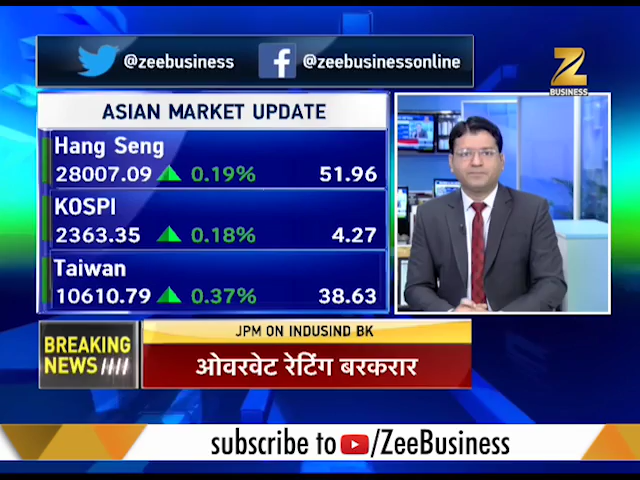 @zeebusiness
@zeebusinessonline
Z
BUSINESS
ASIAN MARKET UPDATE
Hang Seng
28007.09 0.19% 51.96
KOSPI
2363.35 0.18% 4.27
Taiwan
10610.79 0.37% 38.63
BREAKING
NEWS
JPM ON INDUSIND BK
ओवरवेट रेटिंग बरकरार
subscribe to /ZeeBusiness